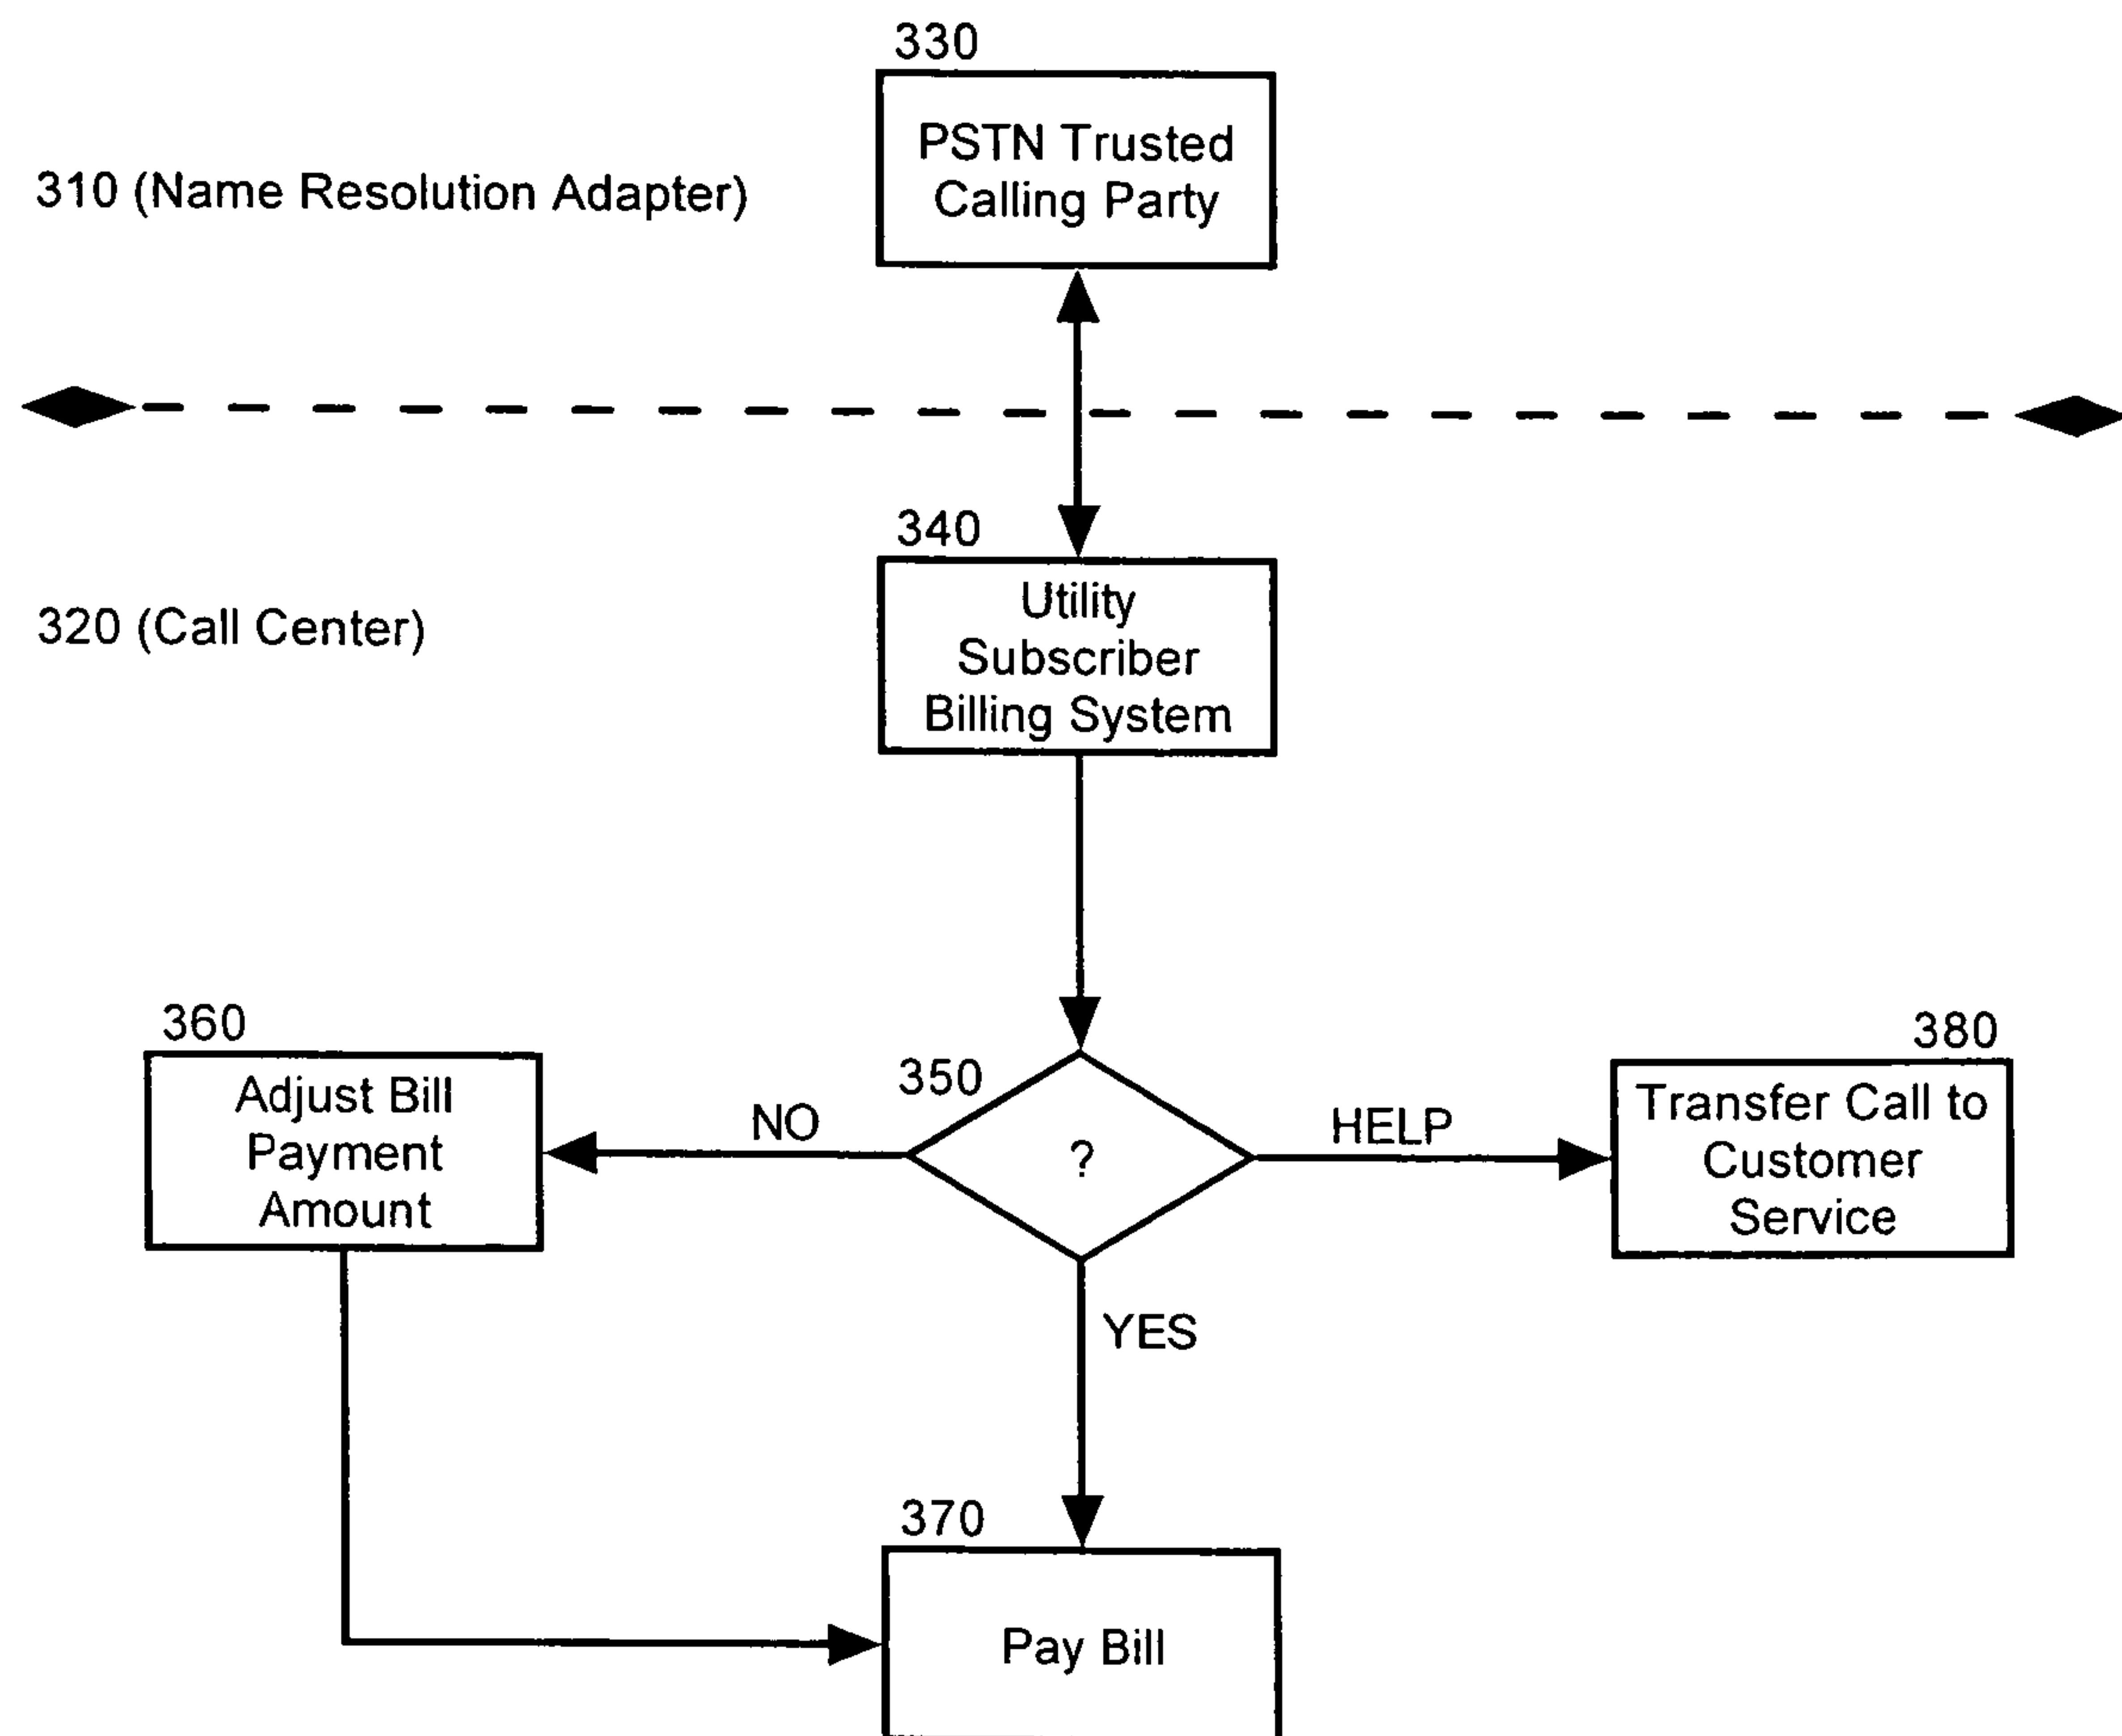 330
PSTN Trusted
Calling Party
310 (Name Resolution Adapter)
340
Utility
Subscriber
Billing System
320 (Call Center)
360
Adjust Bill
Payment
Amount
NO
350
?
HELP
380
Transfer Call to
Customer
Service
YES
370
Pay Bill